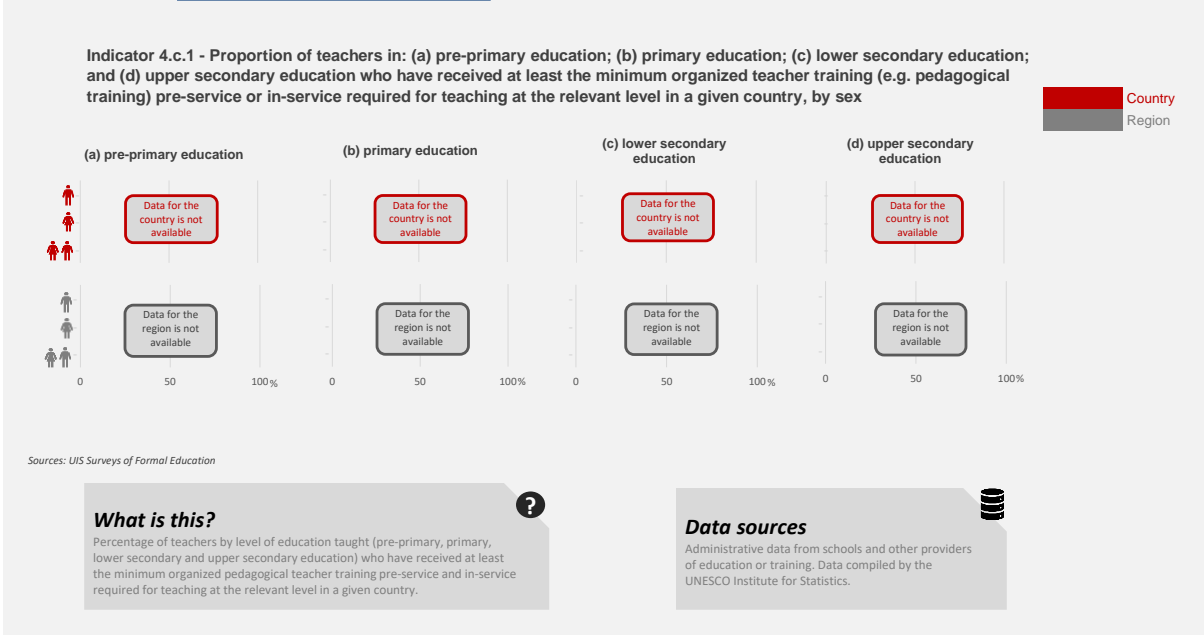 Indicator 4.c.1 - Proportion of teachers in: (a) pre-primary education; (b) primary education; (c) lower secondary education;
and (d) upper secondary education who have received at least the minimum organized teacher training (e.g. pedagogical
training) pre-service or in-service required for teaching at the relevant level in a given country, by sex
Country
Region
(a) pre-primary education
(b) primary education
(c) lower secondary
education
(d) upper secondary
education
Data for the
country is not
available
Data for the
country is not
available
Data for the
country is not
available
Data for the
country is not
available
Data for the
region is not
available
Data for the
region is not
available
Data for the
region is not
available
Data for the
region is not
available
0 50 100%
0 50 100%
0 50 100%
0 50 100%
Sources: UIS Surveys of Formal Education
What is this?
?
Percentage of teachers by level of education taught (pre-primary, primary,
lower secondary and upper secondary education) who have received at least
the minimum organized pedagogical teacher training pre-service and in-service
required for teaching at the relevant level in a given country.
Data sources
Administrative data from schools and other providers
of education or training. Data compiled by the
UNESCO Institute for Statistics.